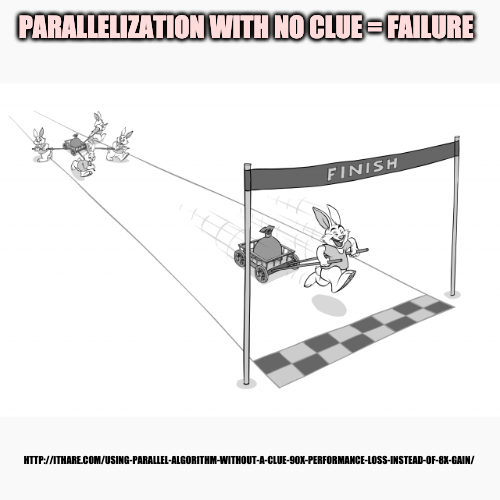 PARALLELIZATION WITH NO CLUE = FAILURE
FINISH
HTTP://ITHARE.COM/USING-PARALLEL-ALGORITHM-WITHOUT-A-CLUE-90X-PERFORMANCE-LOSS-INSTEAD-OF-8X-GAIN/